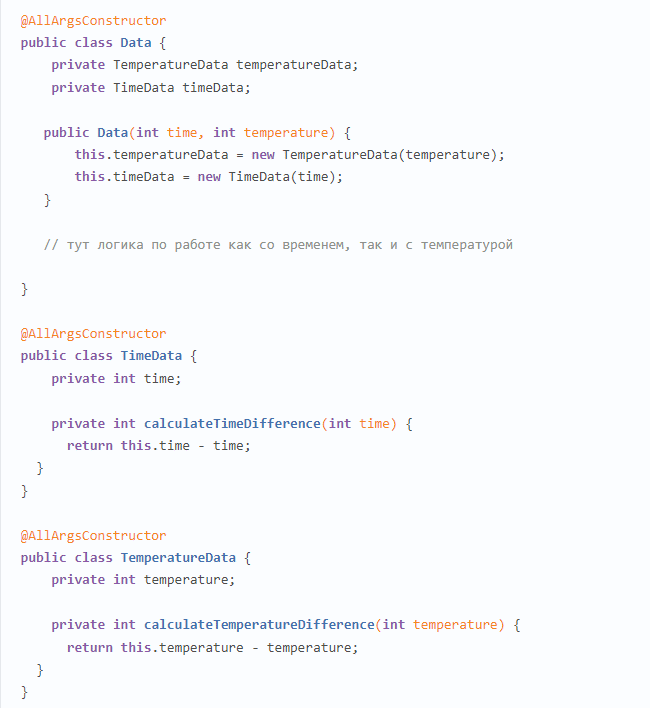 @AllArgsConstructor
public class Data {
    private TemperatureData temperatureData;
    private TimeData timeData;

   public Data(int time, int temperature) {
       this.temperatureData = new TemperatureData(temperature);
       this.timeData = new TimeData(time);
   }

   // тут логика по работе как со временем, так и с температурой

}

@AllArgsConstructor
public class TimeData {
    private int time;

    private int calculateTimeDifference(int time) {
      return this.time - time;
  }
}

@AllArgsConstructor
public class TemperatureData {
    private int temperature;

    private int calculateTemperatureDifference(int temperature) {
      return this.temperature - temperature;
  }
}